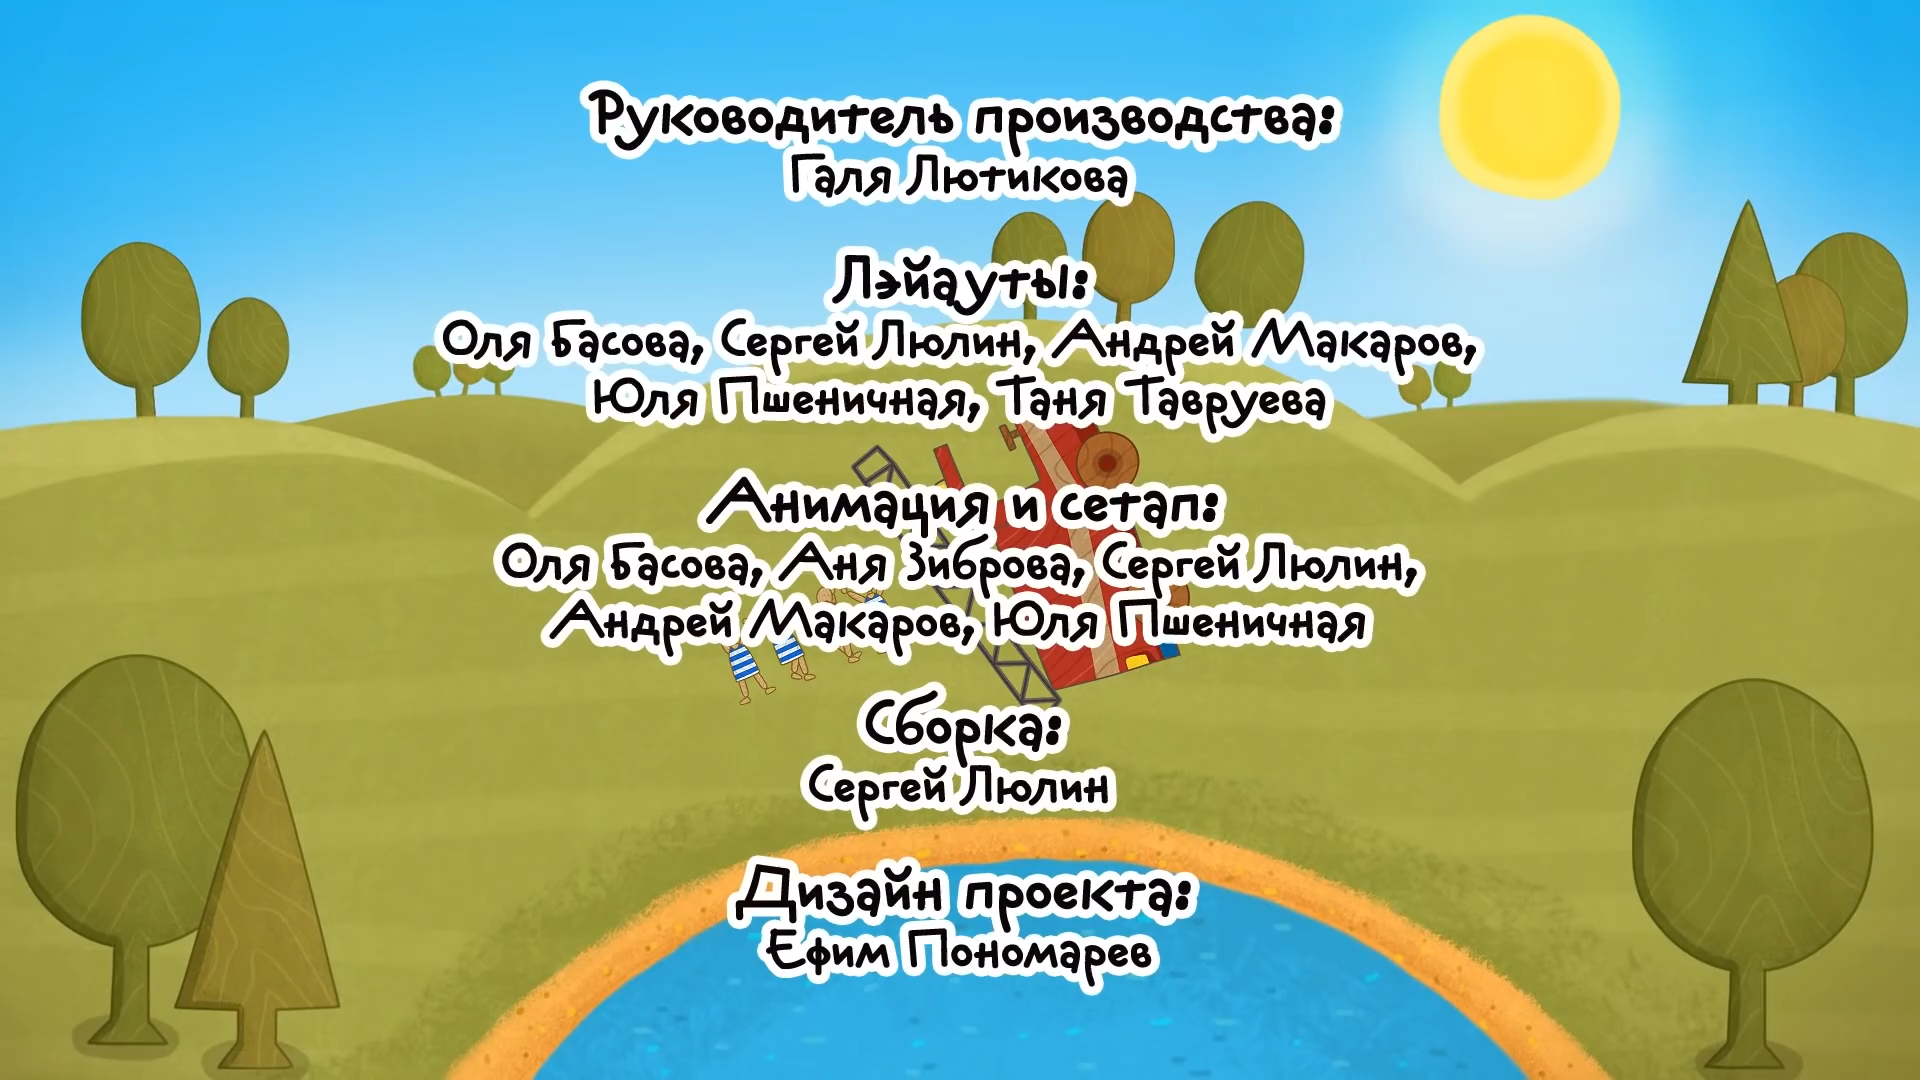 Руководитель производства:
Галя Лютикова
Лэйауты:
Оля Басова, Сергей Люлин, Андрей Макаров,
Юля Пшеничная, Таня Тавруева
Анимация и сетап:
Оля Басова, Аня Зиброва, Сергей Люлин,
Андрей Макаров, Юля Пшеничная
Сборка:
Сергей Люлин
Дизайн проекта:
Ефим Пономарев